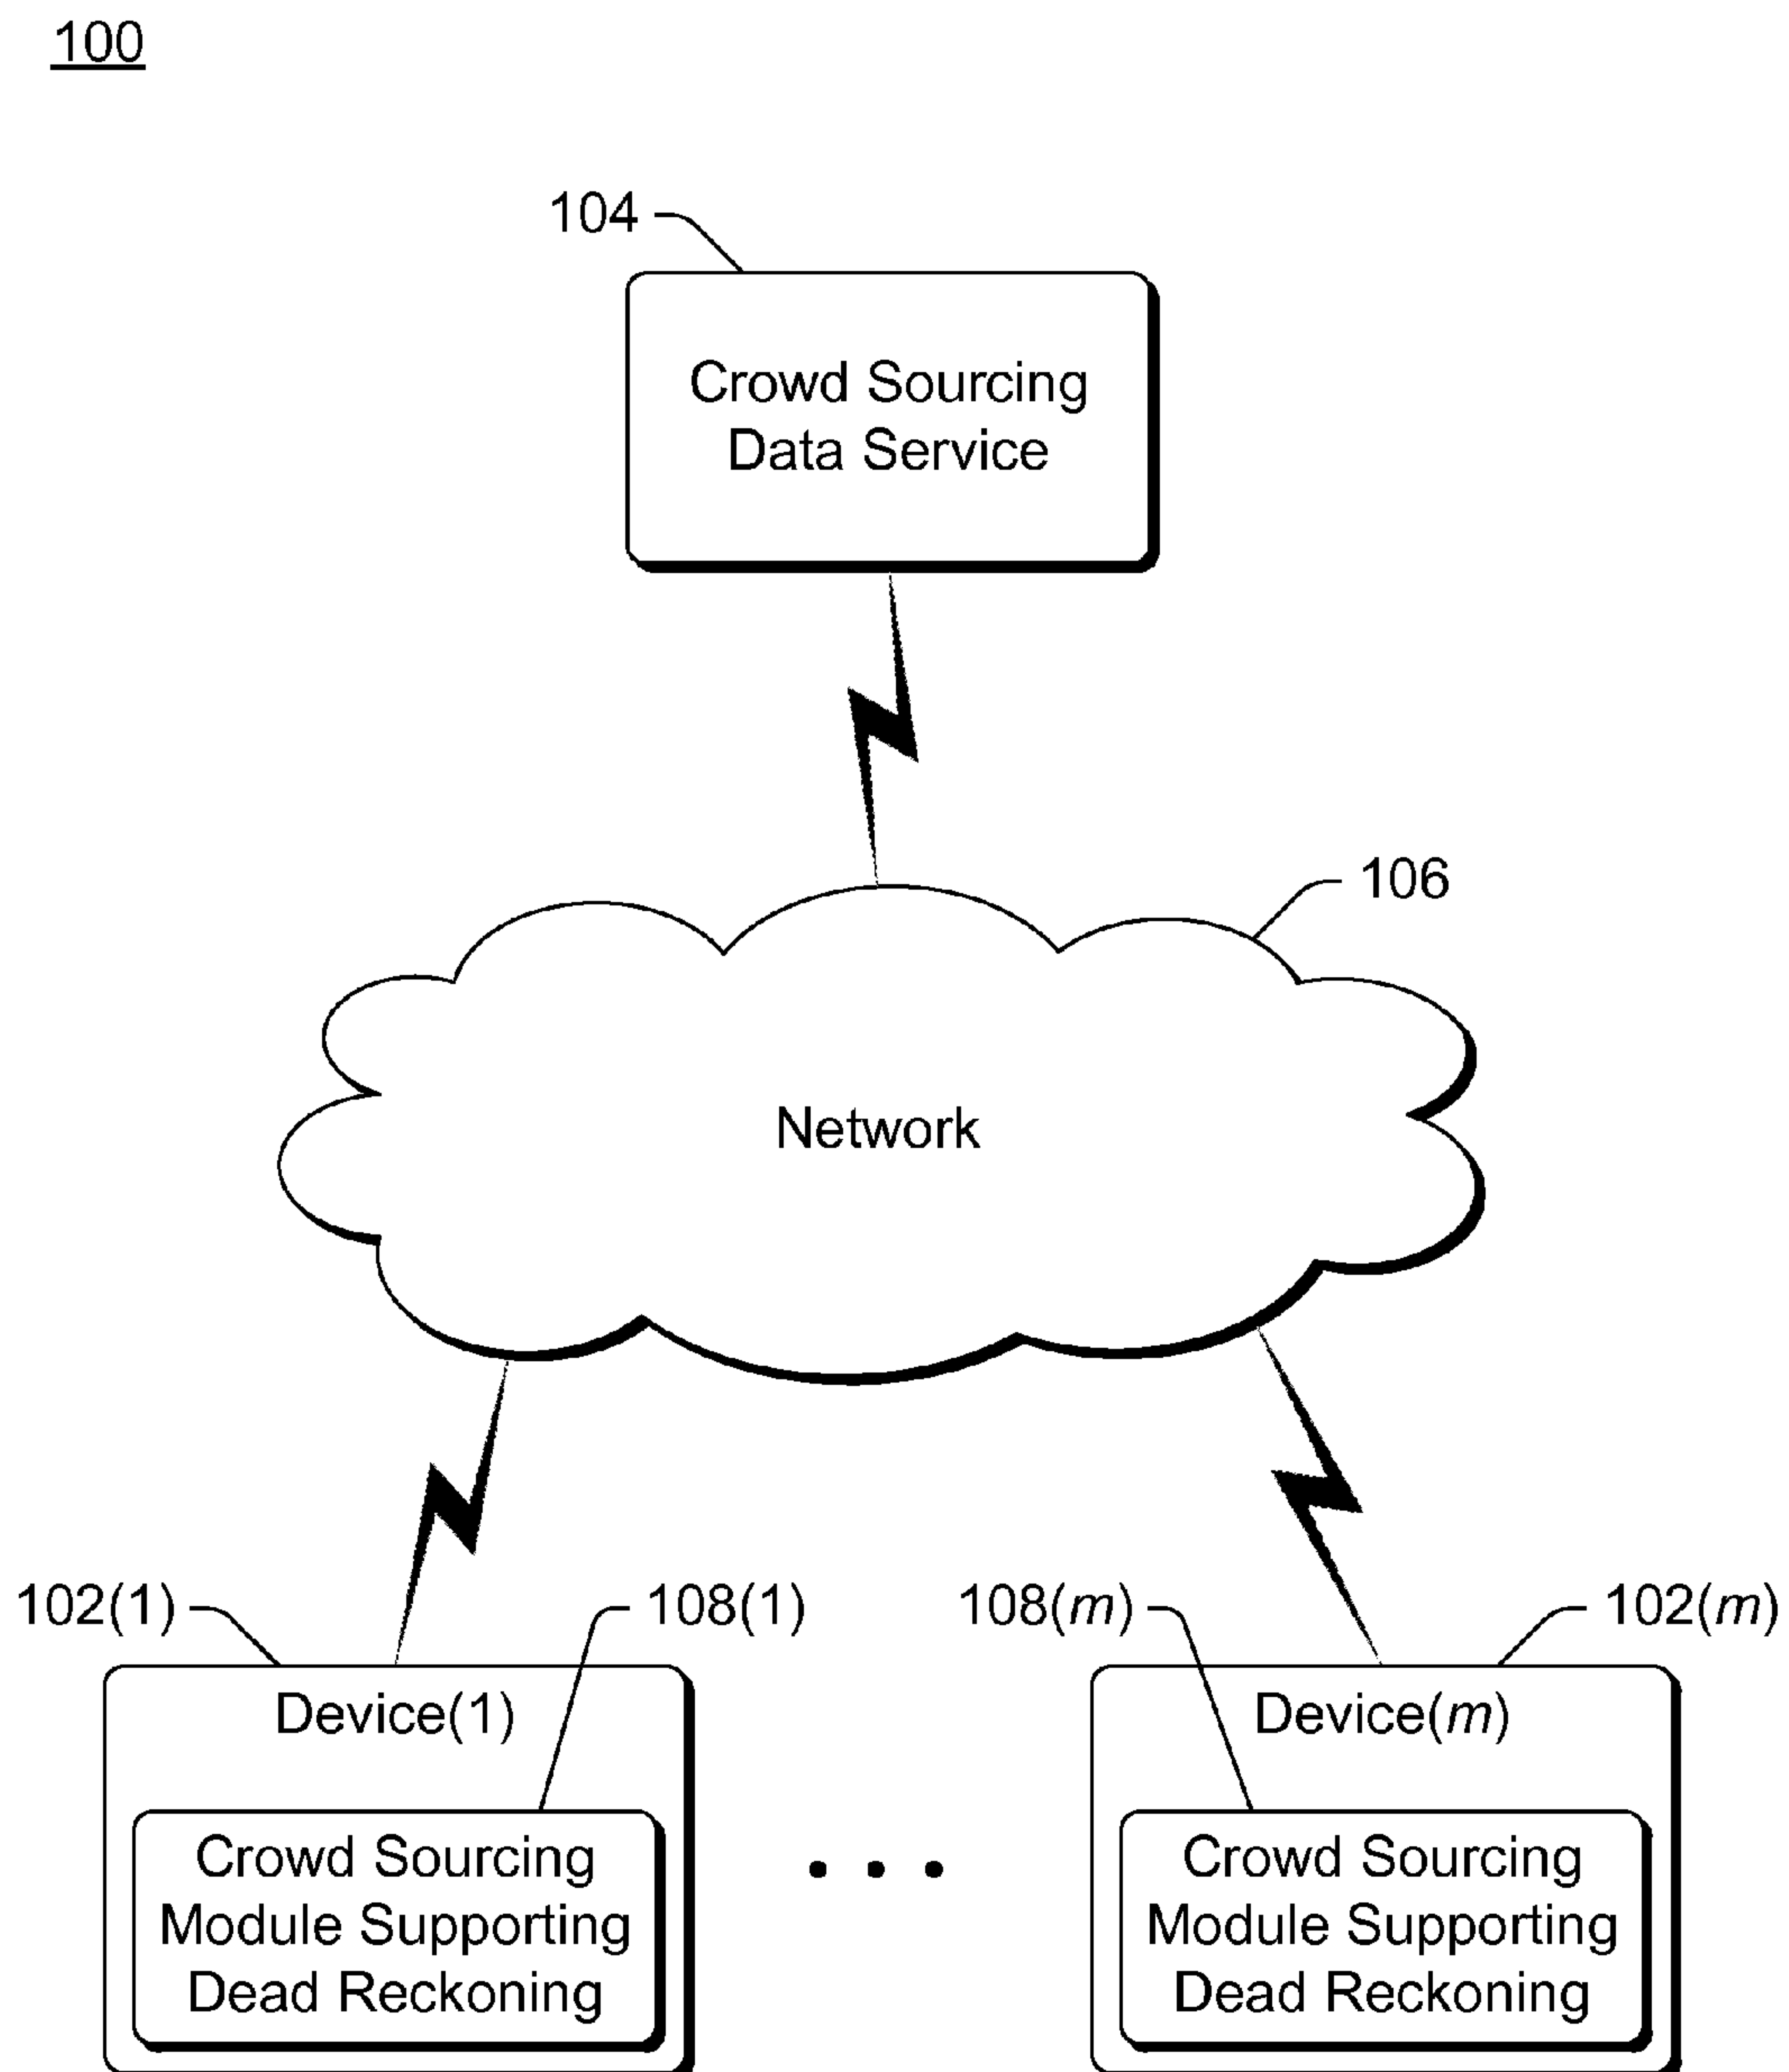 100
104
Crowd Sourcing
Data Service
106
Network
102(1)
108(1)
108(m)
102(m)
Device(1)
Device(m)
Crowd Sourcing
Module Supporting
Dead Reckoning
. . .
Crowd Sourcing
Module Supporting
Dead Reckoning